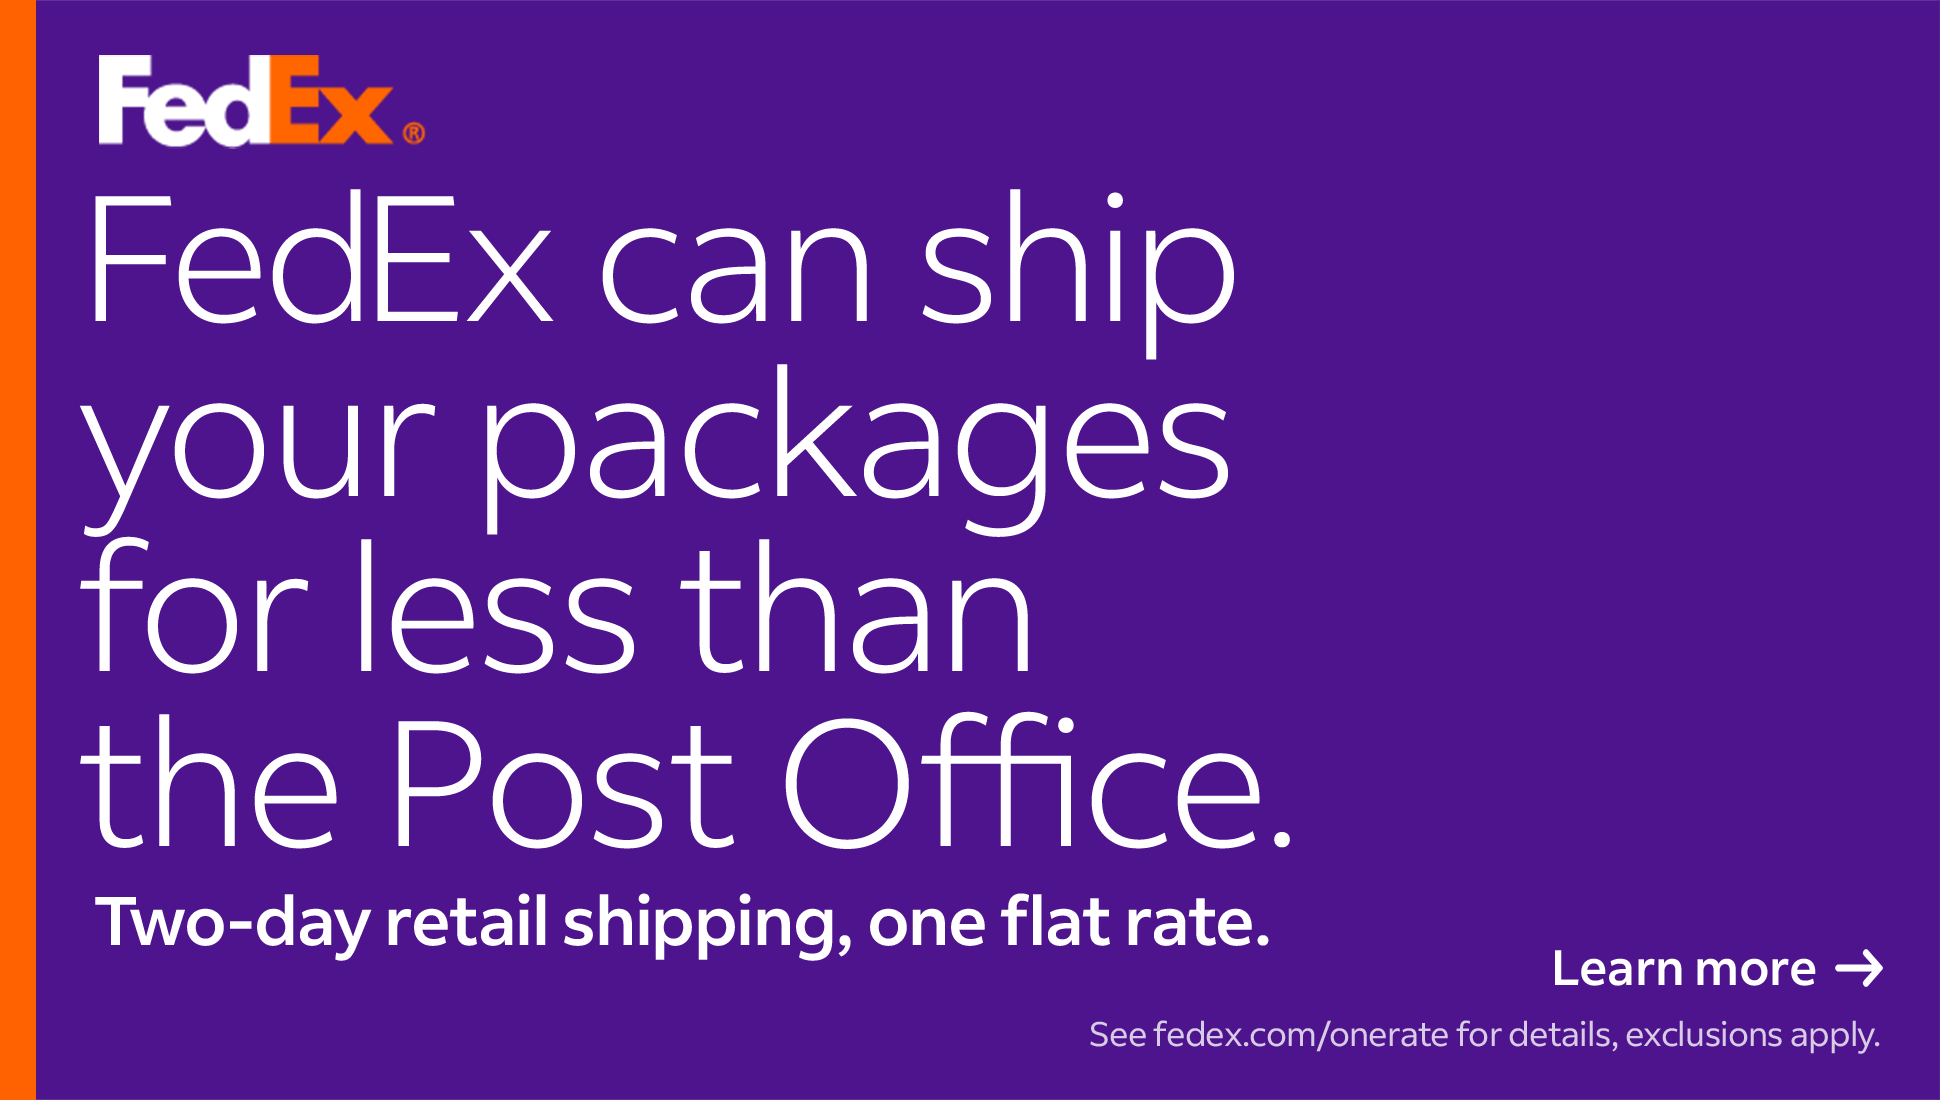 FedEx®
FedEx can ship
your packages
for less than
the Post Office.
Two-day retail shipping, one flat rate.
Learn more →
See fedex.com/onerate for details, exclusions apply.